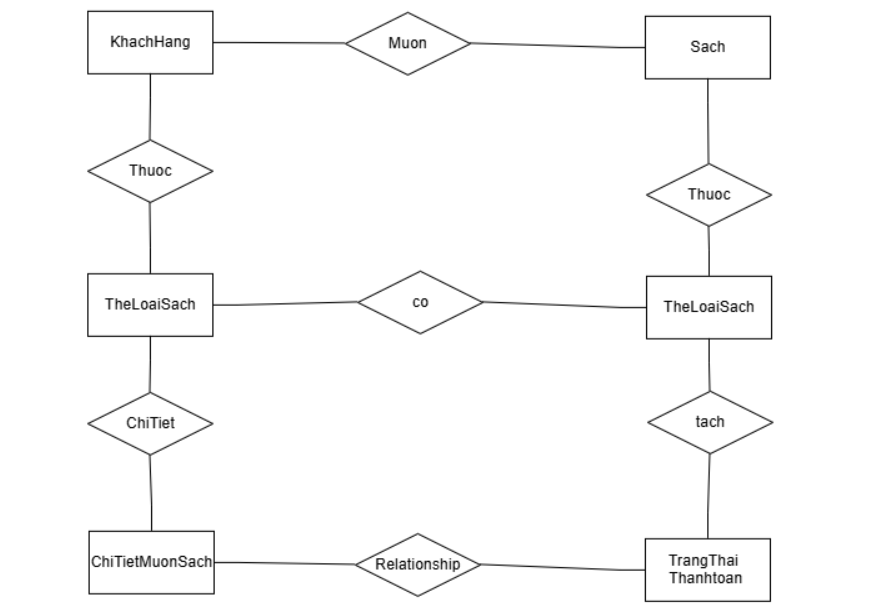 KhachHang
Muon
Sach
Thuoc
Thuoc
TheLoaiSach
co
TheLoaiSach
ChiTiet
tach
ChiTietMuonSach
Relationship
TrangThai
Thanhtoan